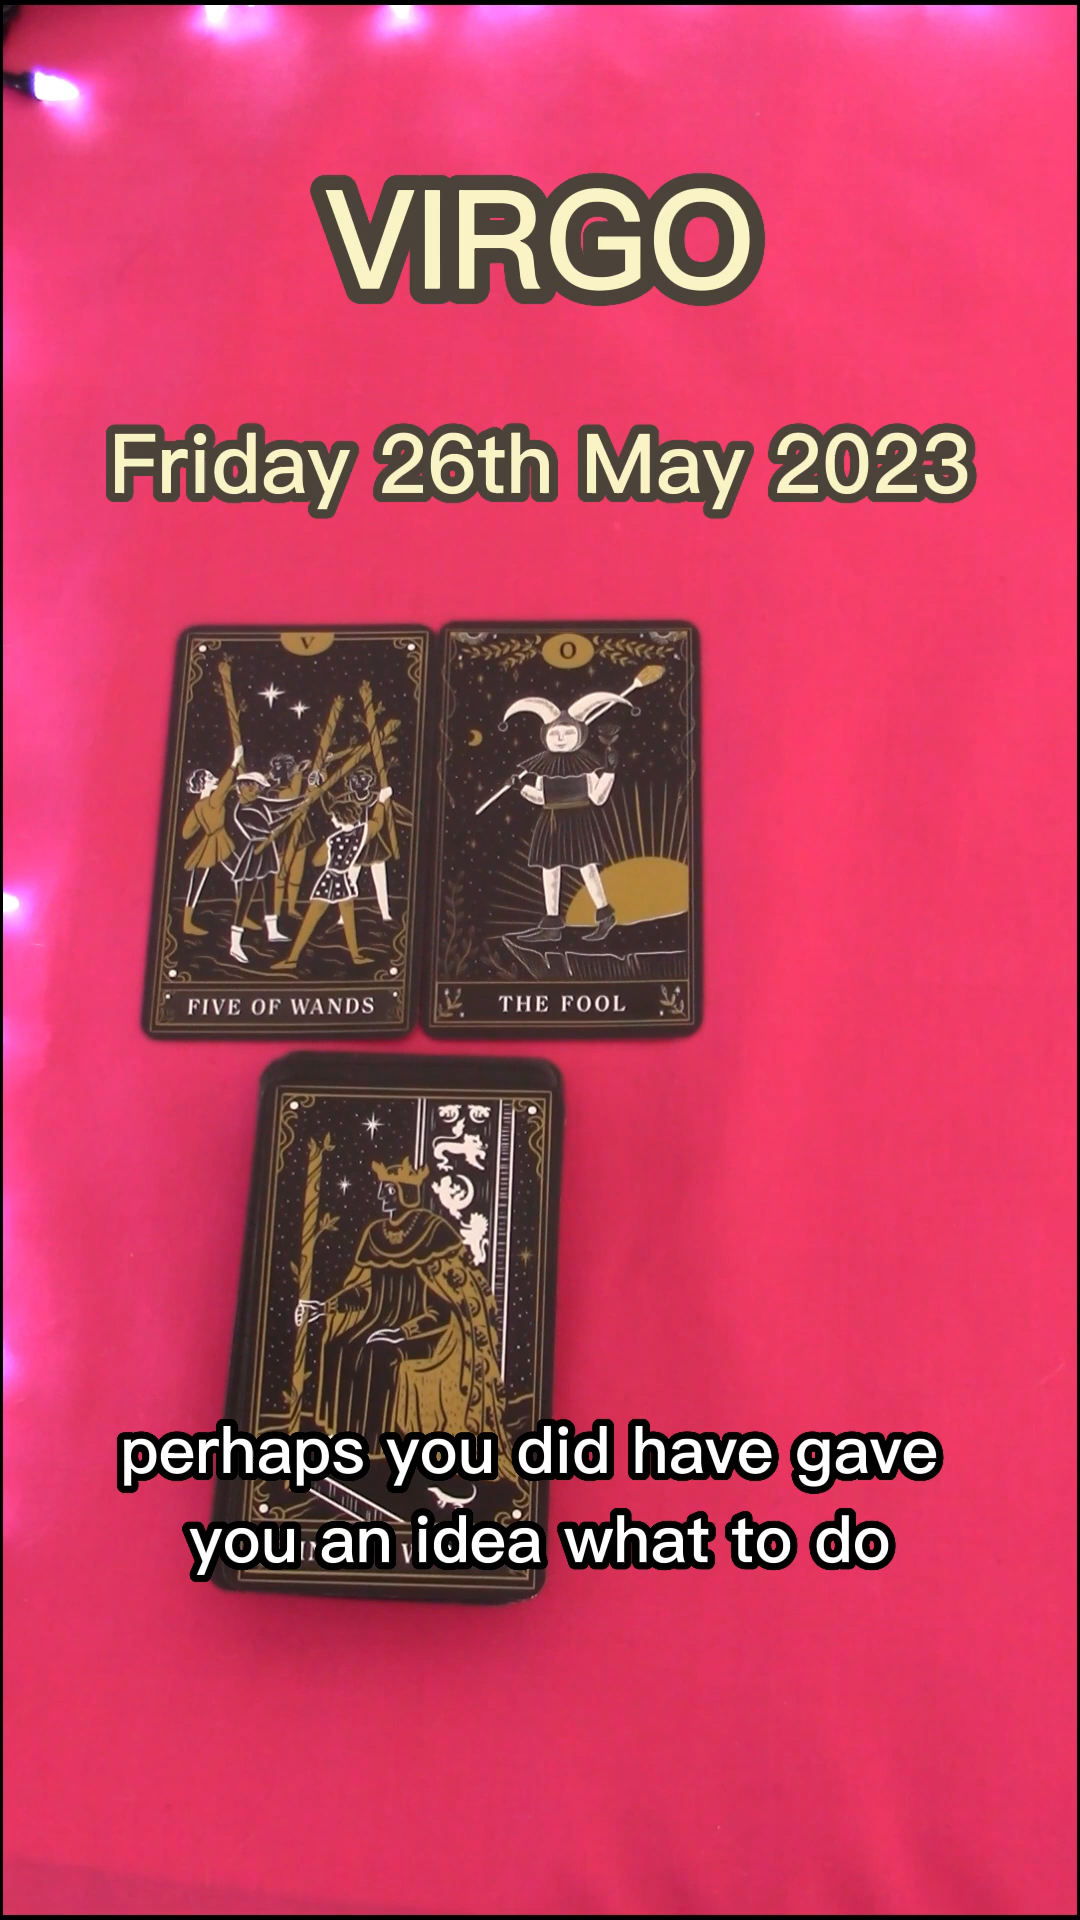 VIRGO
Friday 26th May 2023
V
O
FIVE OF WANDS
THE FOOL
perhaps you did have gave
you an idea what to do